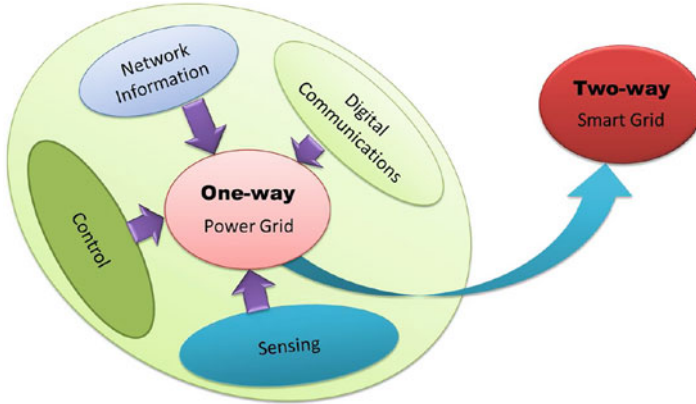 Network
Information
Digital
Communications
Two-way
Smart Grid
One-way
Power Grid
Control
Sensing